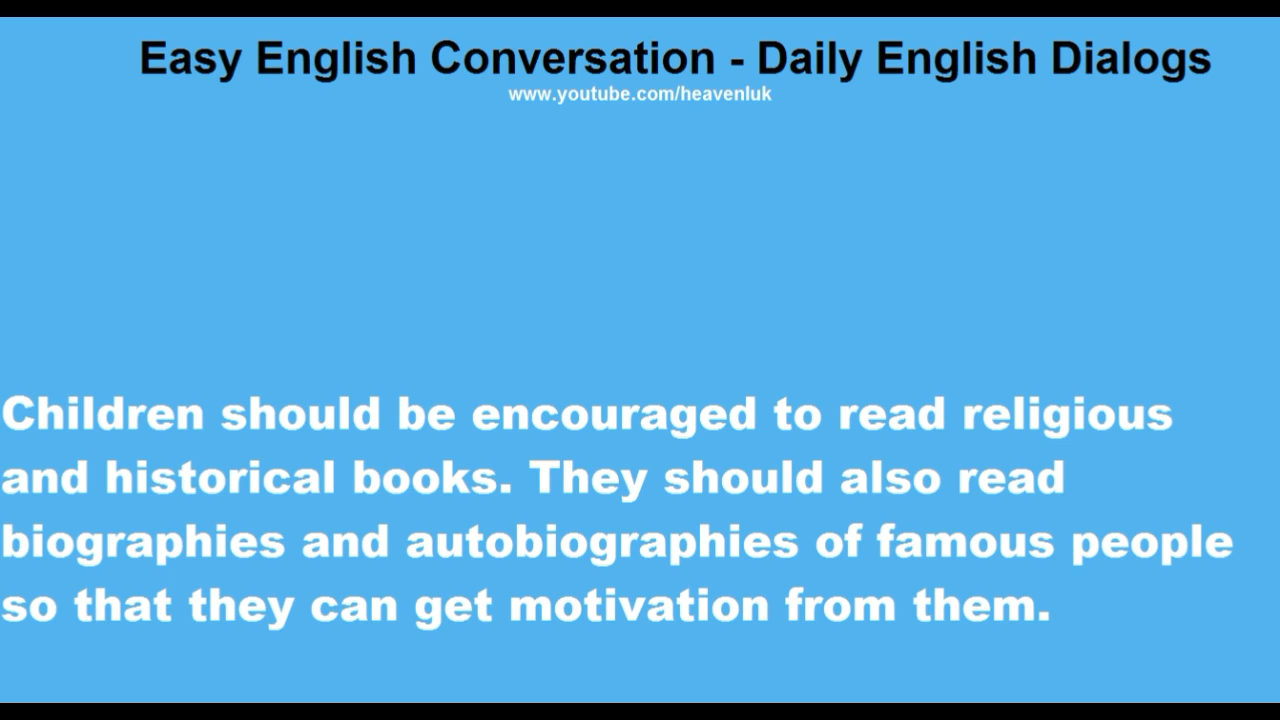 Easy English Conversation - Daily English Dialogs
www.youtube.com/heavenluk
Children should be encouraged to read religious
and historical books. They should also read
biographies and autobiographies of famous people
so that they can get motivation from them.